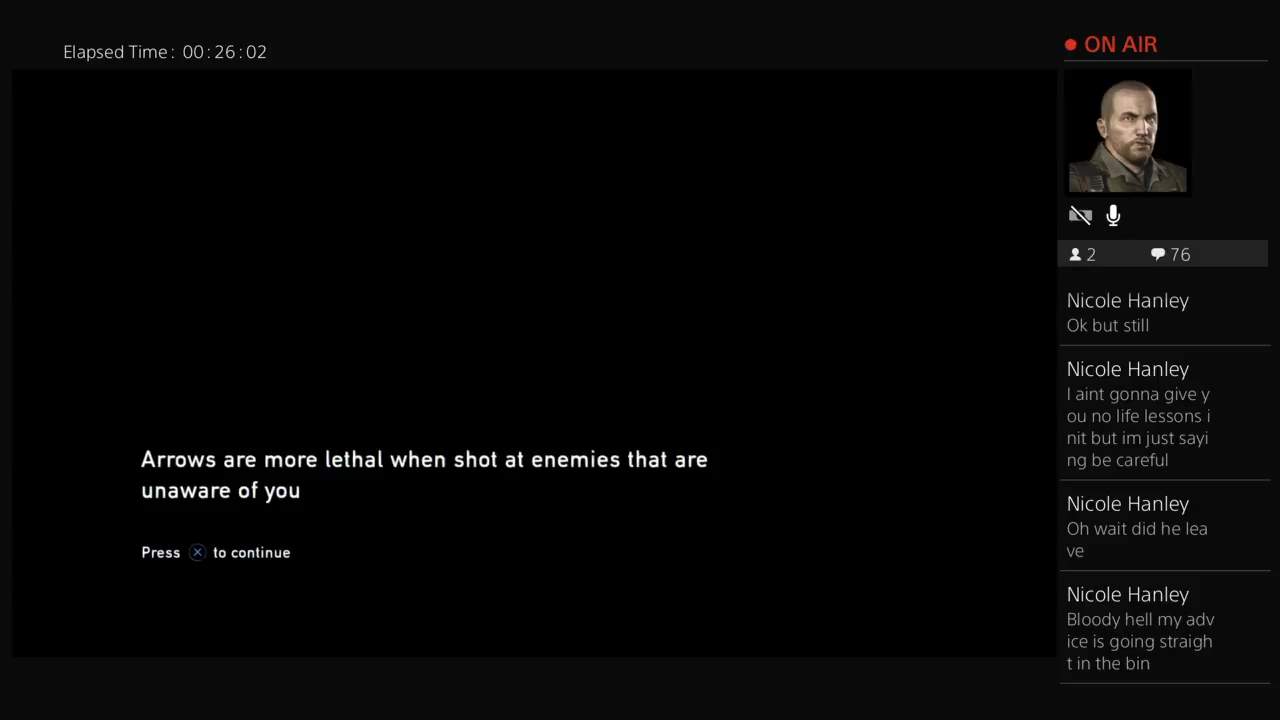 Elapsed Time: 00:26:02
ON AIR
2 76
Nicole Hanley
Ok but still
Nicole Hanley
I aint gonna give y
ou no life lessons i
nit but im just sayi
ng be careful
Nicole Hanley
Oh wait did he lea
ve
Nicole Hanley
Bloody hell my adv
ice is going straigh
t in the bin
Arrows are more lethal when shot at enemies that are
unaware of you
Press X to continue